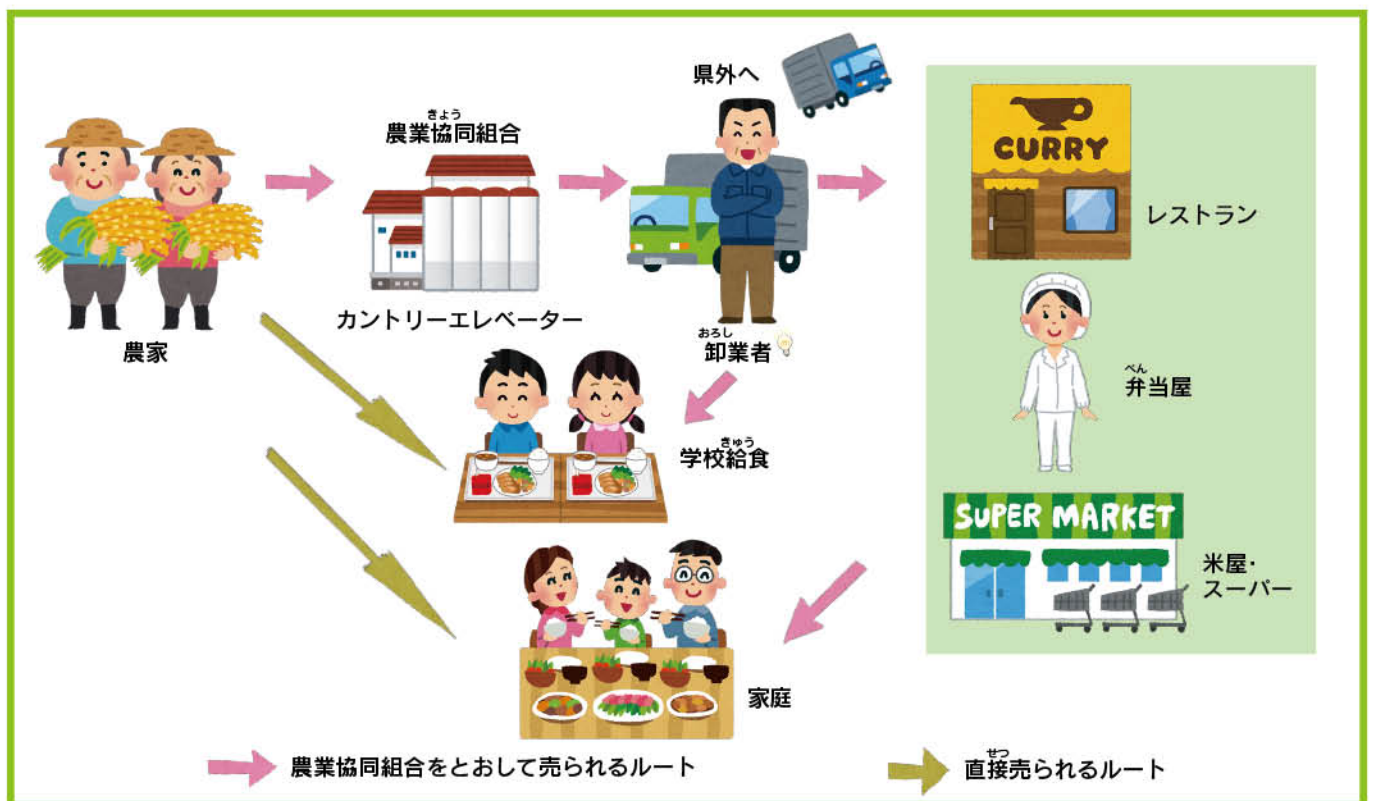 県外へ
きょう
農業協同組合
CURRY
レストラン
カントリーエレベーター
農家
おろし
卸業者
べん
弁当屋
きゅう
学校給食
SUPER MARKET
米屋・
スーパー
家庭
農業協同組合をとおして売られるルート
せつ
直接売られるルート